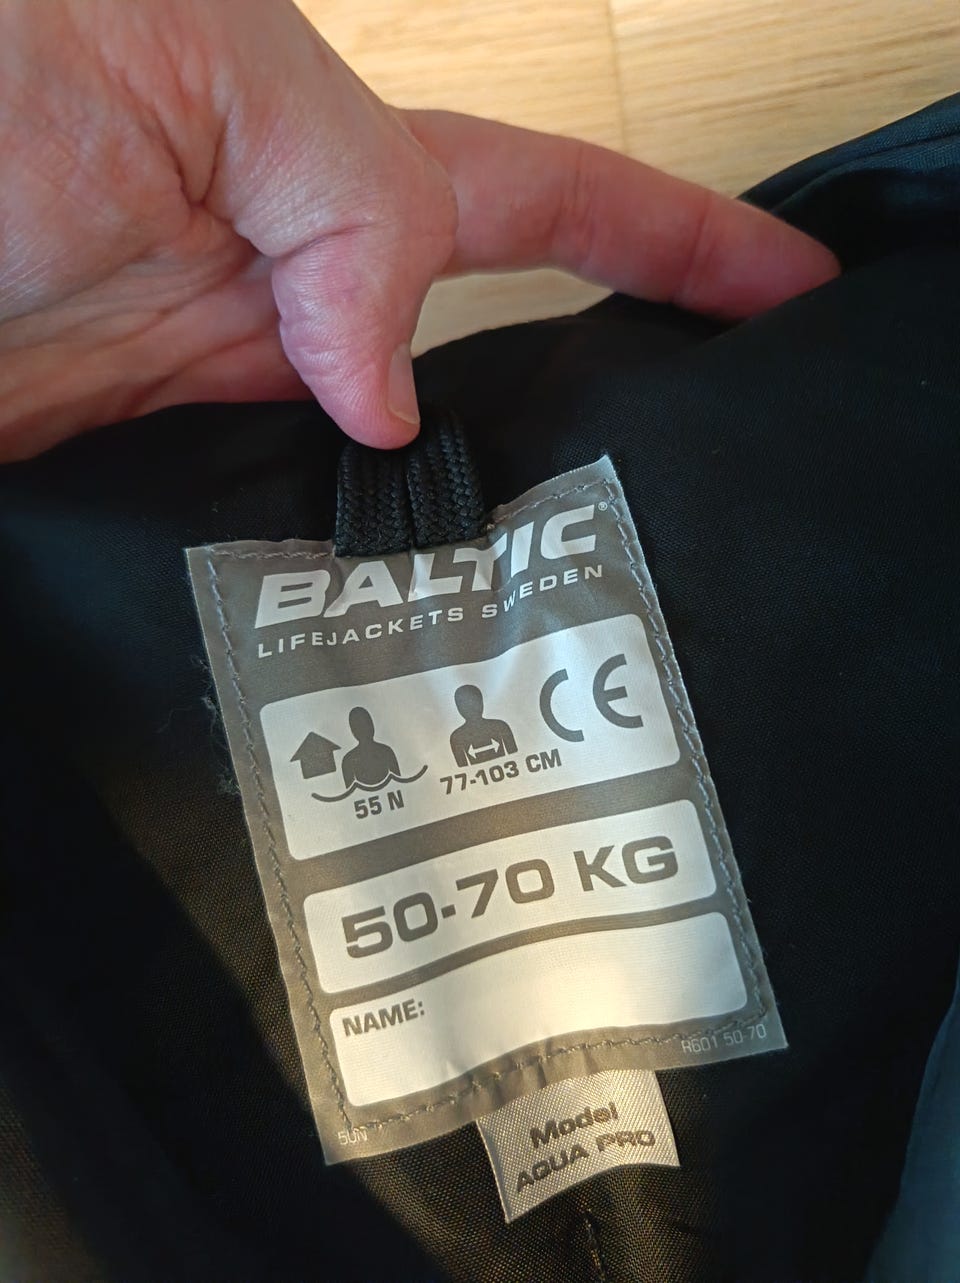 BALTIC®
LIFEJACKETS SWEDEN
CE
55 N
77-103 CM
50-70 KG
NAME:
R601 50-70
5UN
Model
AQUA PRO